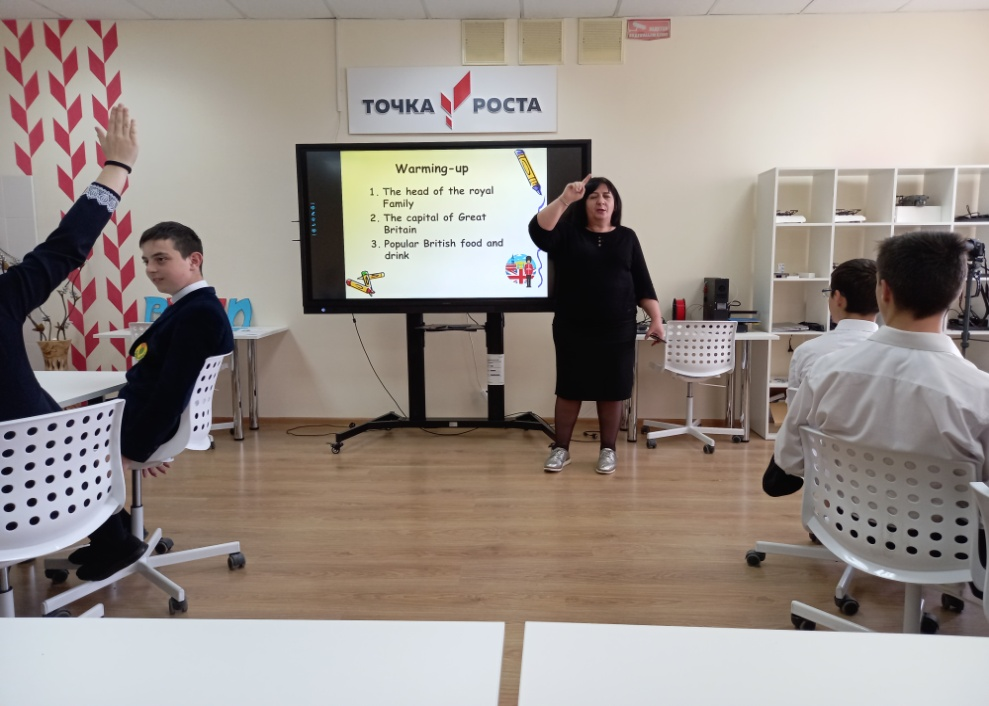 ТОЧКА РОСТА
Warming-up
1. The head of the royal
Family
2. The capital of Great
Britain
3. Popular British food and
drink